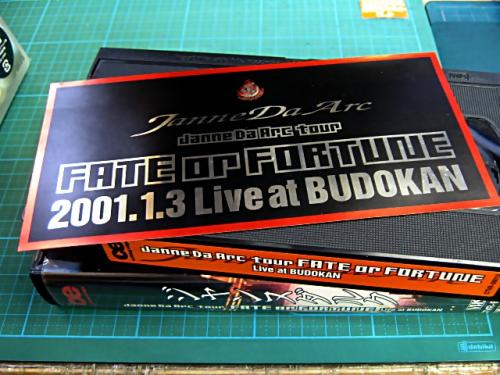 Janne Da Arc
Janne Da Arc tour
FATE or FORTUNE
2001.1.3 Live at BUDOKAN
Janne Da Arc tour FATE or FORTUNE
Live at BUDOKAN
Janne Da Arc tour FATE or FORTUNE Live at BUDOKAN